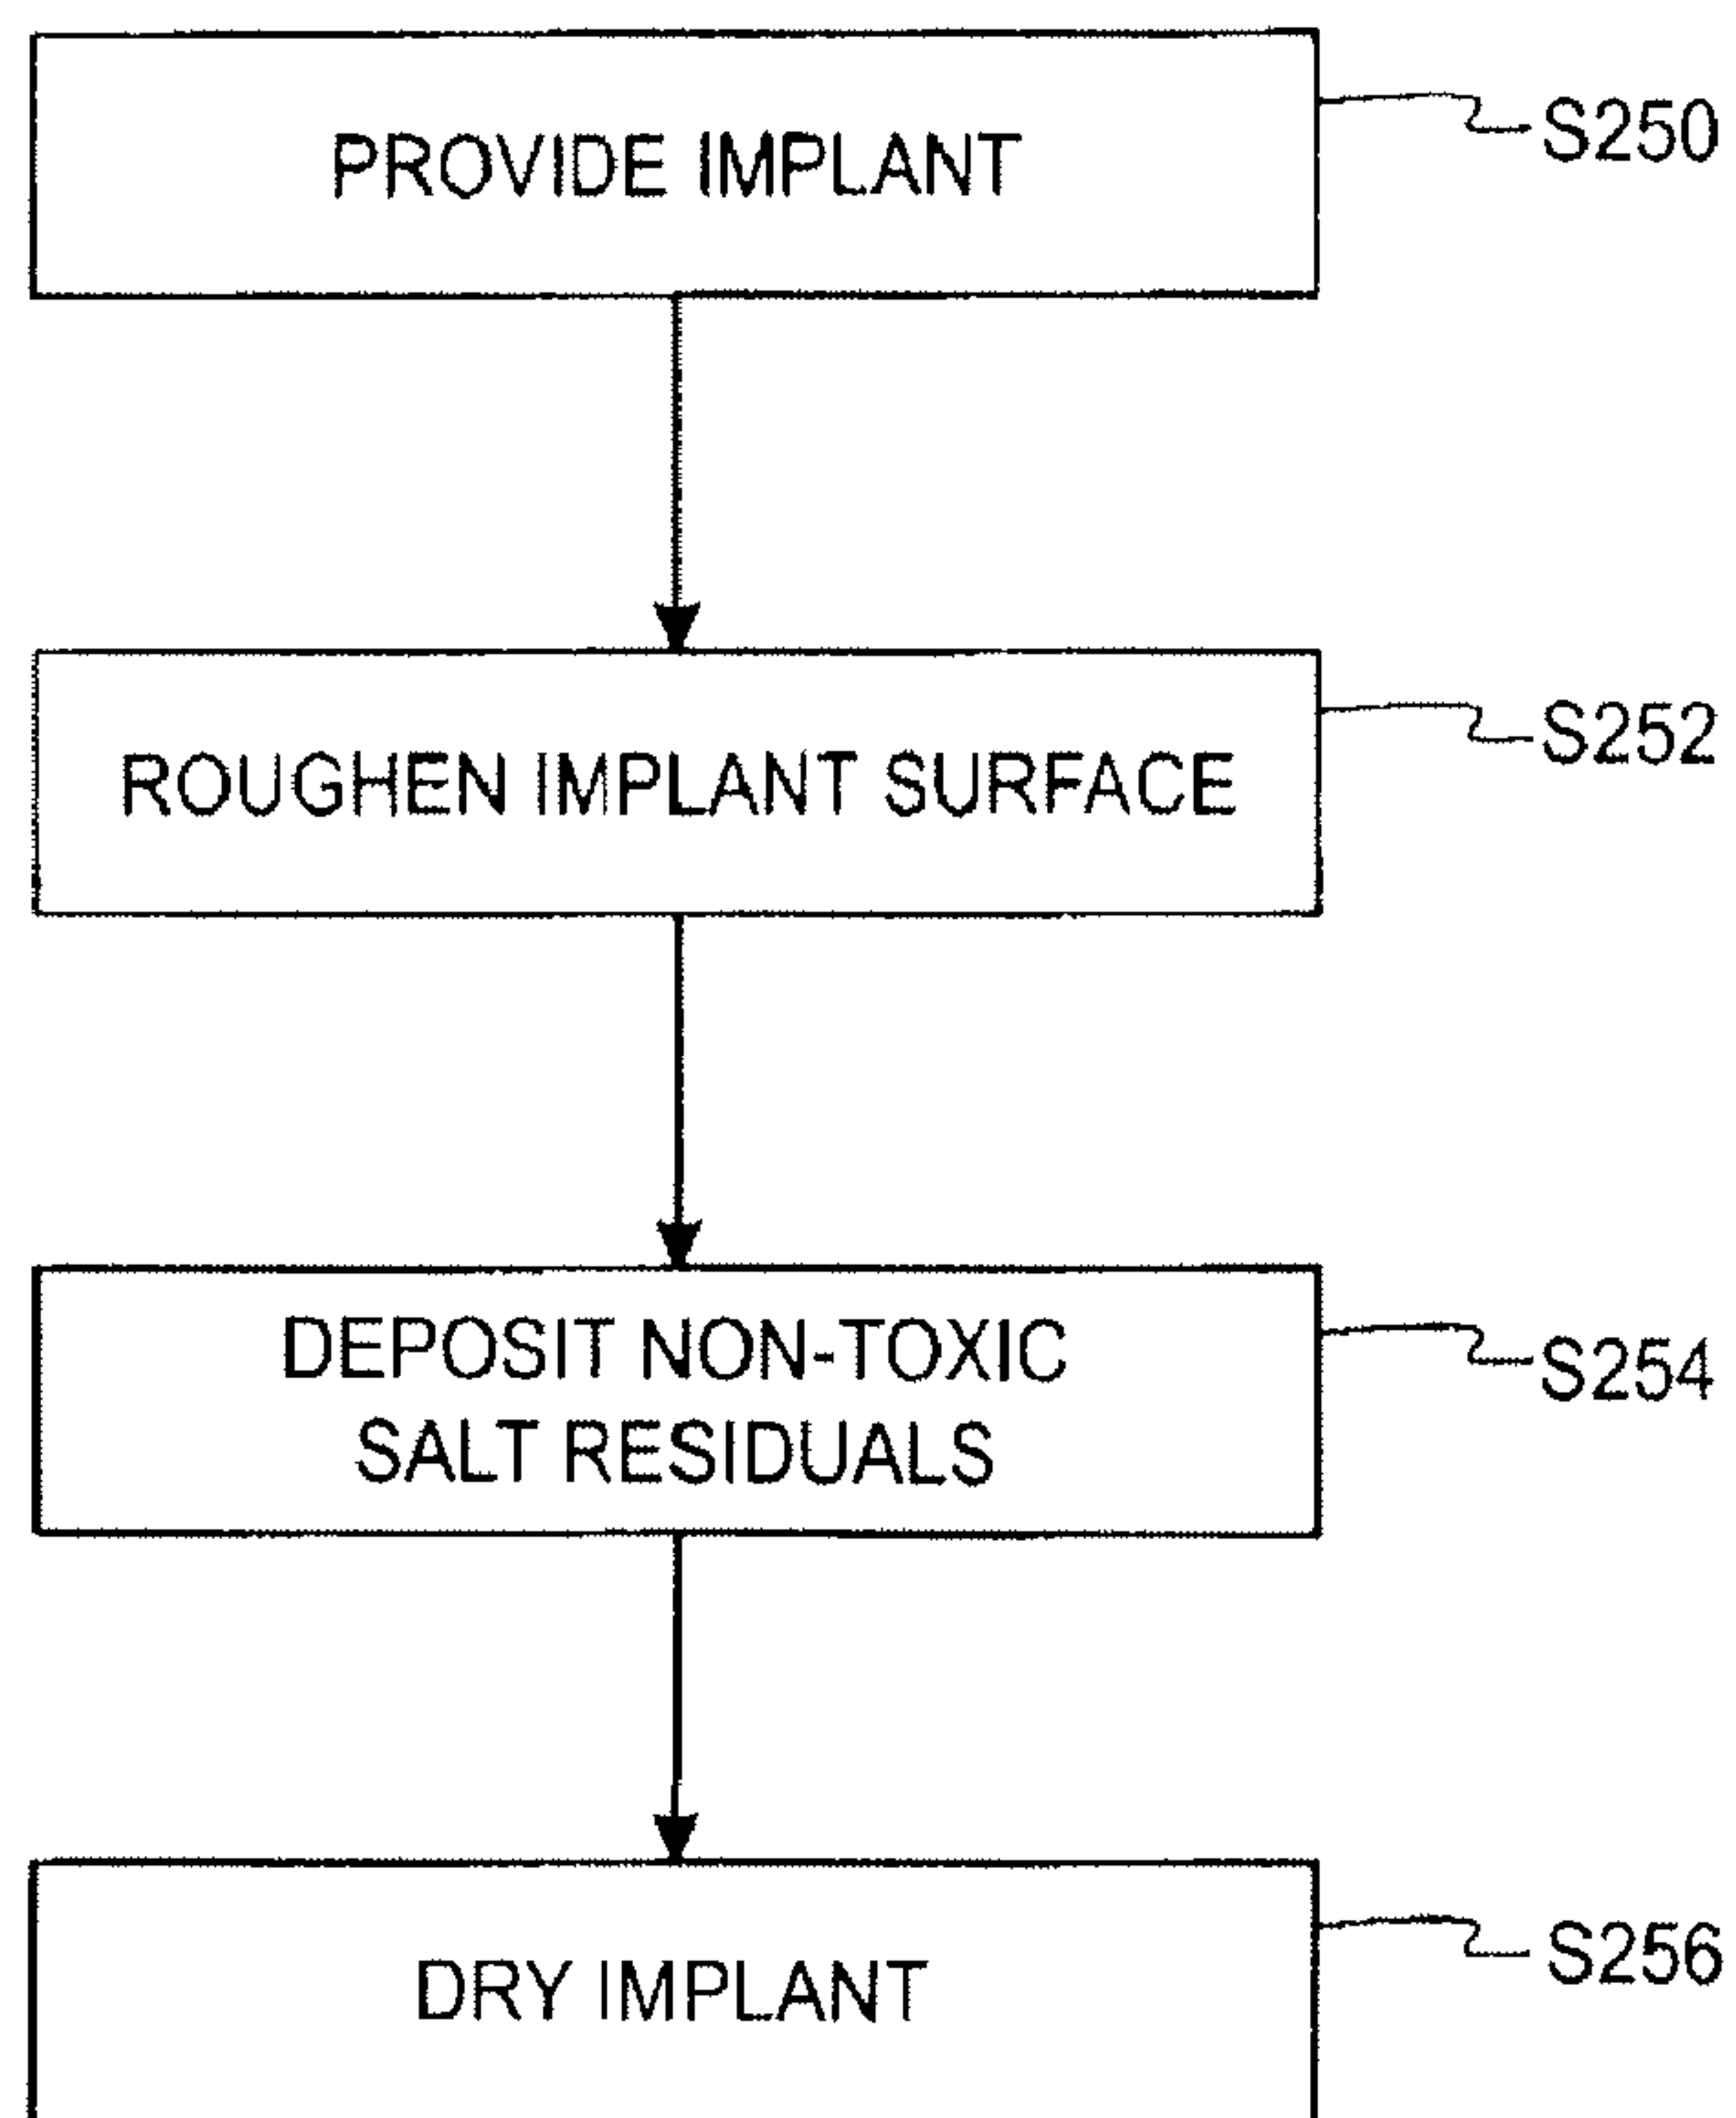 PROVIDE IMPLANT
S250
ROUGHEN IMPLANT SURFACE
S252
DEPOSIT NON-TOXIC
SALT RESIDUALS
S254
DRY IMPLANT
S256